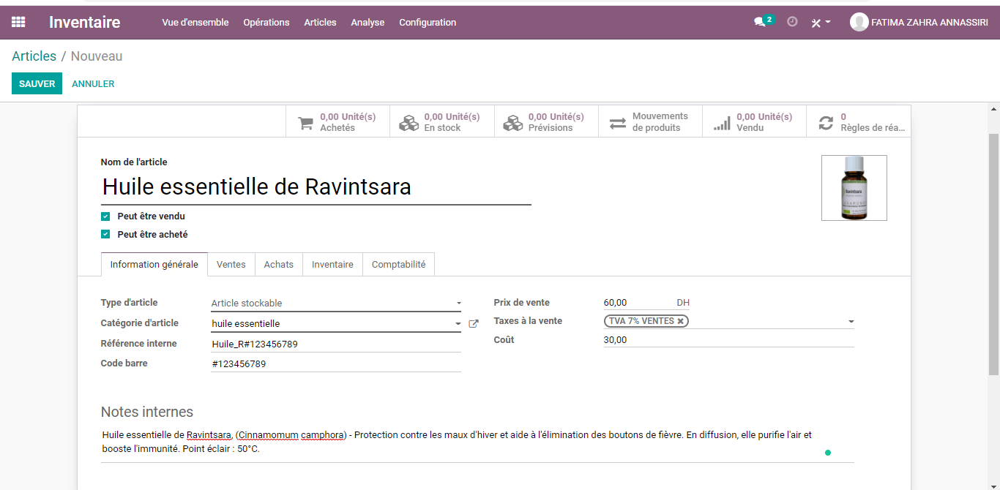 Inventaire Vue d'ensemble Opérations Articles Analyse Configuration 2 FATIMA ZAHRA ANNASSIRI
Articles / Nouveau
SAUVER ANNULER
0,00 Unité(s) Achetés
0,00 Unité(s) En stock
0,00 Unité(s) Prévisions
Mouvements de produits
0,00 Unité(s) Vendu
0 Règles de réa...
Nom de l'article
Huile essentielle de Ravintsara
Ravintsara
Peut être vendu
Peut être acheté
Information générale Ventes Achats Inventaire Comptabilité
Type d'article Article stockable
Catégorie d'article huile essentielle
Référence interne Huile_R#123456789
Code barre #123456789
Prix de vente 60,00 DH
Taxes à la vente TVA 7% VENTES
Coût 30,00
Notes internes
Huile essentielle de Ravintsara, (Cinnamomum camphora) - Protection contre les maux d'hiver et aide à l'élimination des boutons de fièvre. En diffusion, elle purifie l'air et
booste l'immunité. Point éclair : 50°C.